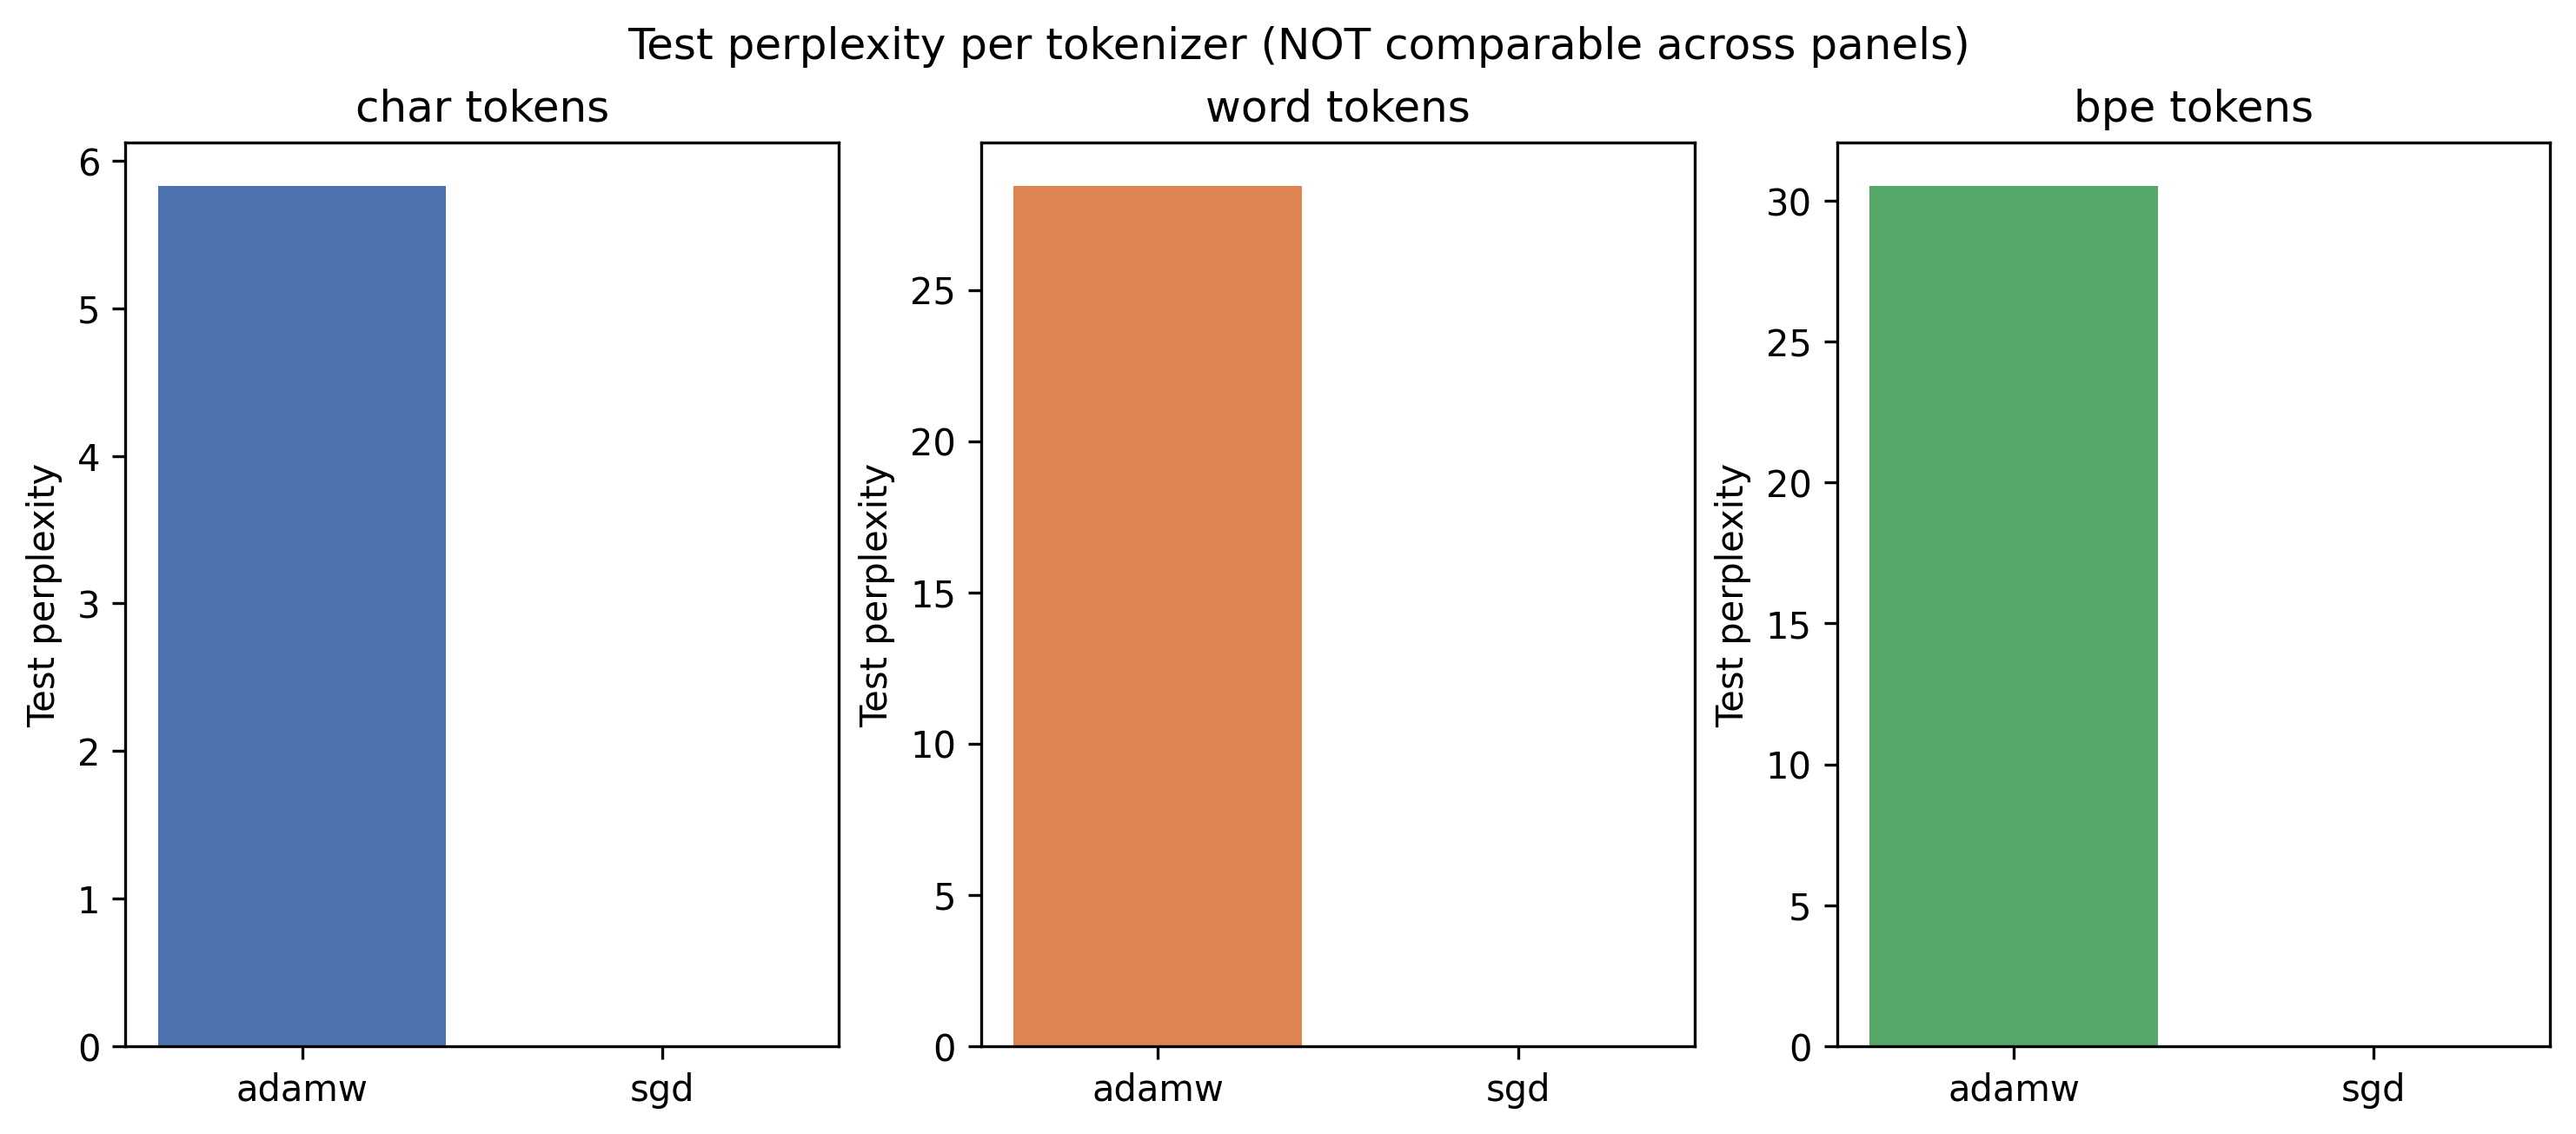 Test perplexity per tokenizer (NOT comparable across panels)
char tokens
Test perplexity
6
5
4
3
2
1
0
adamw
sgd
word tokens
Test perplexity
25
20
15
10
5
0
adamw
sgd
bpe tokens
Test perplexity
30
25
20
15
10
5
0
adamw
sgd